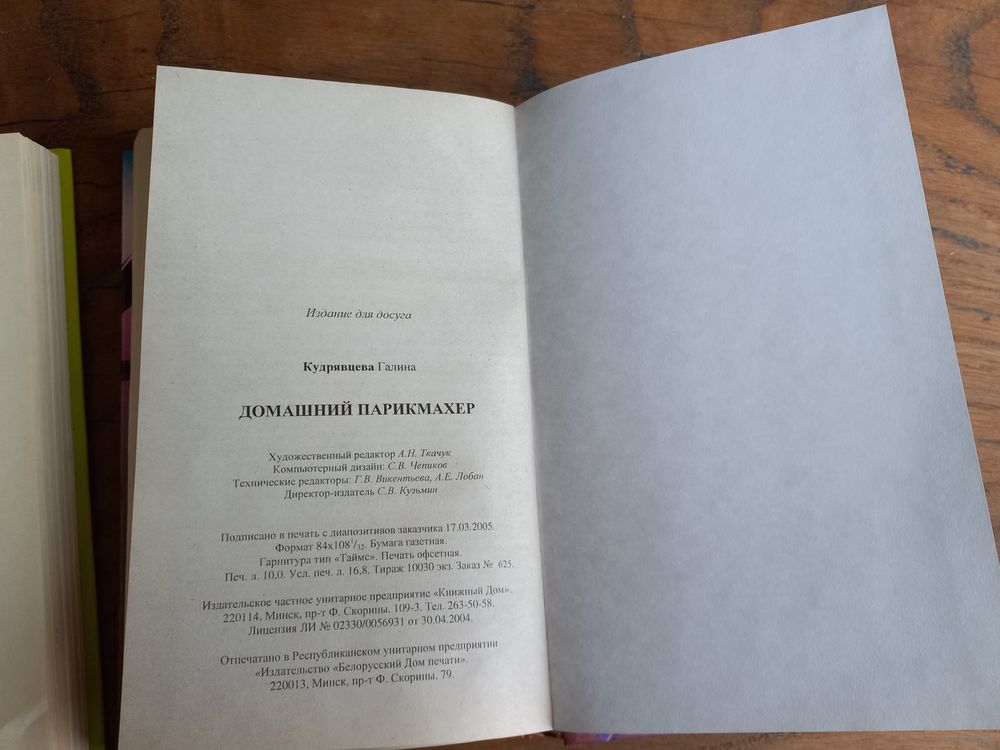 Издание для досуга
Кудрявцева Галина
ДОМАШНИЙ ПАРИКМАХЕР
Художественный редактор А.Н. Ткачук
Компьютерный дизайн: С.В. Чепиков
Технические редакторы: Г.В. Викентьева, А.Е. Лобан
Директор-издатель С.В. Кузьмин
Подписано в печать с диапозитивов заказчика 17.03.2005.
Формат 84х108 1/32. Бумага газетная.
Гарнитура тип «Таймс». Печать офсетная.
Печ. л. 10,0. Усл. печ. л. 16,8. Тираж 10030 экз. Заказ № 625.
Издательское частное унитарное предприятие «Книжный Дом».
220114, Минск, пр-т Ф. Скорины, 109-3. Тел. 263-50-58.
Лицензия ЛИ № 02330/0056931 от 30.04.2004.
Отпечатано в Республиканском унитарном предприятии
«Издательство «Белорусский Дом печати».
220013, Минск, пр-т Ф. Скорины, 79.